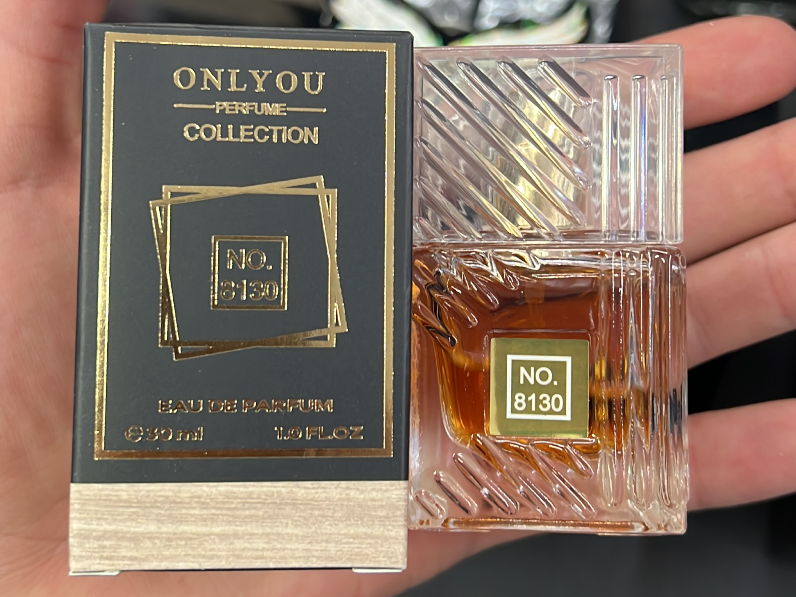 ONLYOU
PERFUME
COLLECTION
NO.
8130
EAU DE PARFUM
℮30 ml 1.0 FL.OZ
NO.
8130